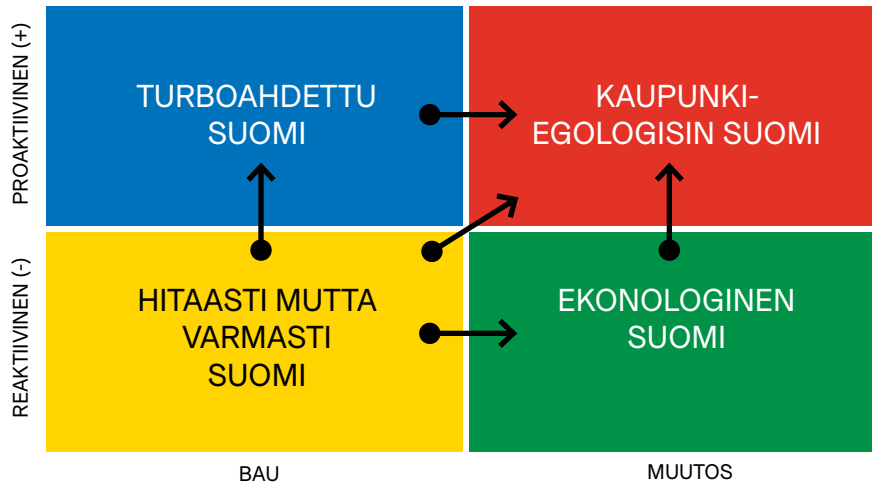 PROAKTIIVINEN (+)
TURBOAHDETTU
SUOMI
KAUPUNKI-
EGOLOGISIN SUOMI
REAKTIIVINEN (-)
HITAASTI MUTTA
VARMASTI
SUOMI
EKONOLOGINEN
SUOMI
BAU
MUUTOS